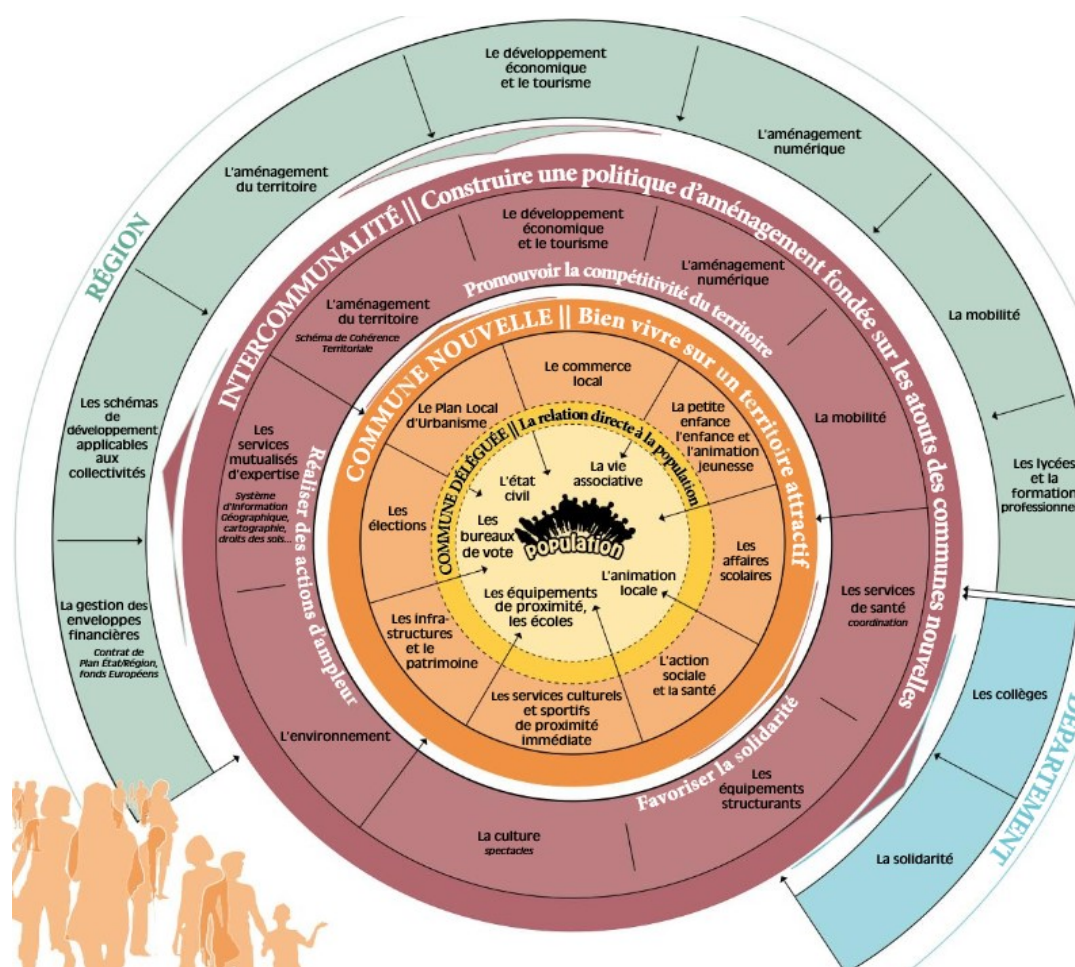 RÉGION
Les schémas de
développement
applicables
aux
collectivités
La gestion des
enveloppes
financières
Contrat de
Plan État/Région,
fonds Européens
L'aménagement
du territoire
Le développement
économique
et le tourisme
L'aménagement
numérique
La mobilité
Les lycées
et la
formation
professionnel
DÉPARTEMENT
Les collèges
La solidarité
INTERCOMMUNALITÉ || Construire une politique d'aménagement fondée sur les atouts des communes nouvelles
Réaliser des actions d'ampleur
Promouvoir la compétitivité du territoire
Favoriser la solidarité
L'environnement
Les
services
mutualisés
d'expertise
Système
d'Information
Géographique,
cartographie,
droits des sols...
L'aménagement
du territoire
Schéma de Cohérence
Territoriale
Le développement
économique
et le tourisme
L'aménagement
numérique
La mobilité
Les services
de santé
coordination
Les
équipements
structurants
La culture
spectacles
COMMUNE NOUVELLE || Bien vivre sur un territoire attractif
Les infra-
structures
et le
patrimoine
Les
élections
Le Plan Local
d'Urbanisme
Le commerce
local
La petite
enfance
l'enfance et
l'animation
jeunesse
Les
affaires
scolaires
L'action
sociale
et la santé
Les services culturels
et sportifs
de proximité
immédiate
COMMUNE DÉLÉGUÉE || La relation directe à la population
L'état
civil
La vie
associative
Les
bureaux
de vote
population
L'animation
locale
Les équipements
de proximité,
les écoles